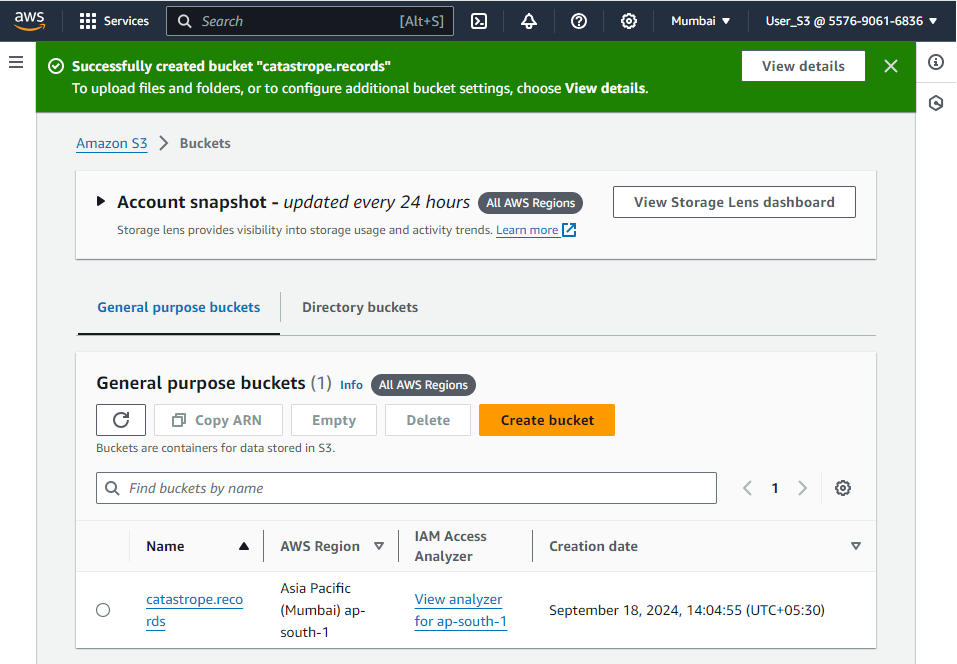 aws Services Search [Alt+S] Mumbai User_S3 @ 5576-9061-6836
Successfully created bucket "catastrope.records"
To upload files and folders, or to configure additional bucket settings, choose View details.
View details
Amazon S3 Buckets
Account snapshot - updated every 24 hours All AWS Regions
Storage lens provides visibility into storage usage and activity trends. Learn more
View Storage Lens dashboard
General purpose buckets Directory buckets
General purpose buckets (1) Info All AWS Regions
Copy ARN Empty Delete Create bucket
Buckets are containers for data stored in S3.
Find buckets by name 1
Name AWS Region IAM Access Creation date
Analyzer
catastrope.reco
rds
Asia Pacific
(Mumbai) ap-
south-1
View analyzer
for ap-south-1
September 18, 2024, 14:04:55 (UTC+05:30)